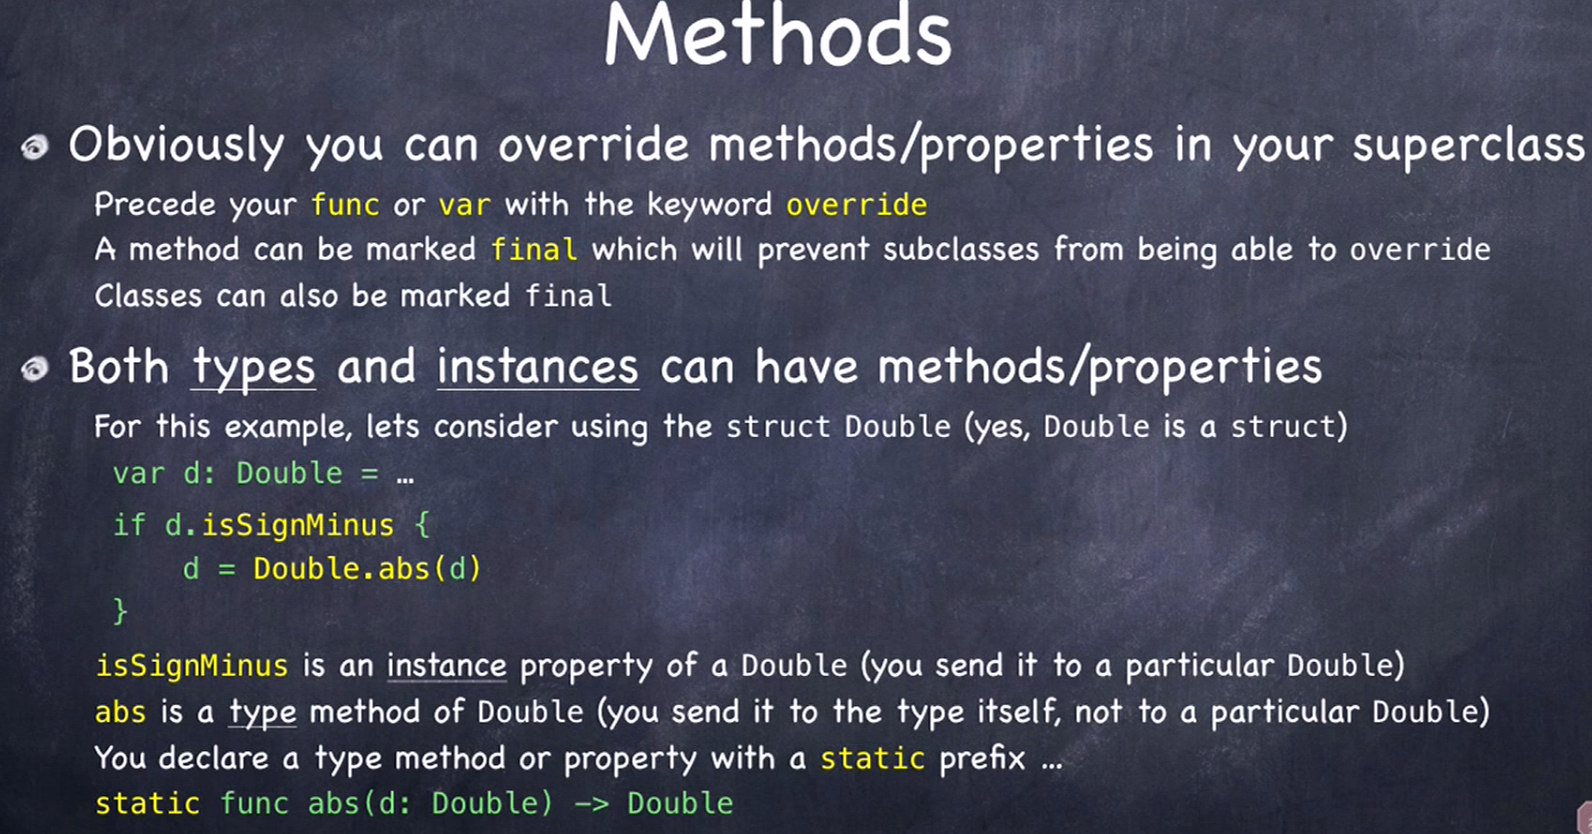 Methods
Obviously you can override methods/properties in your superclass
Precede your func or var with the keyword override
A method can be marked final which will prevent subclasses from being able to override
Classes can also be marked final
Both types and instances can have methods/properties
For this example, lets consider using the struct Double (yes, Double is a struct)
var d: Double = …
if d.isSignMinus {
d = Double.abs(d)
}
isSignMinus is an instance property of a Double (you send it to a particular Double)
abs is a type method of Double (you send it to the type itself, not to a particular Double)
You declare a type method or property with a static prefix …
static func abs(d: Double) -> Double